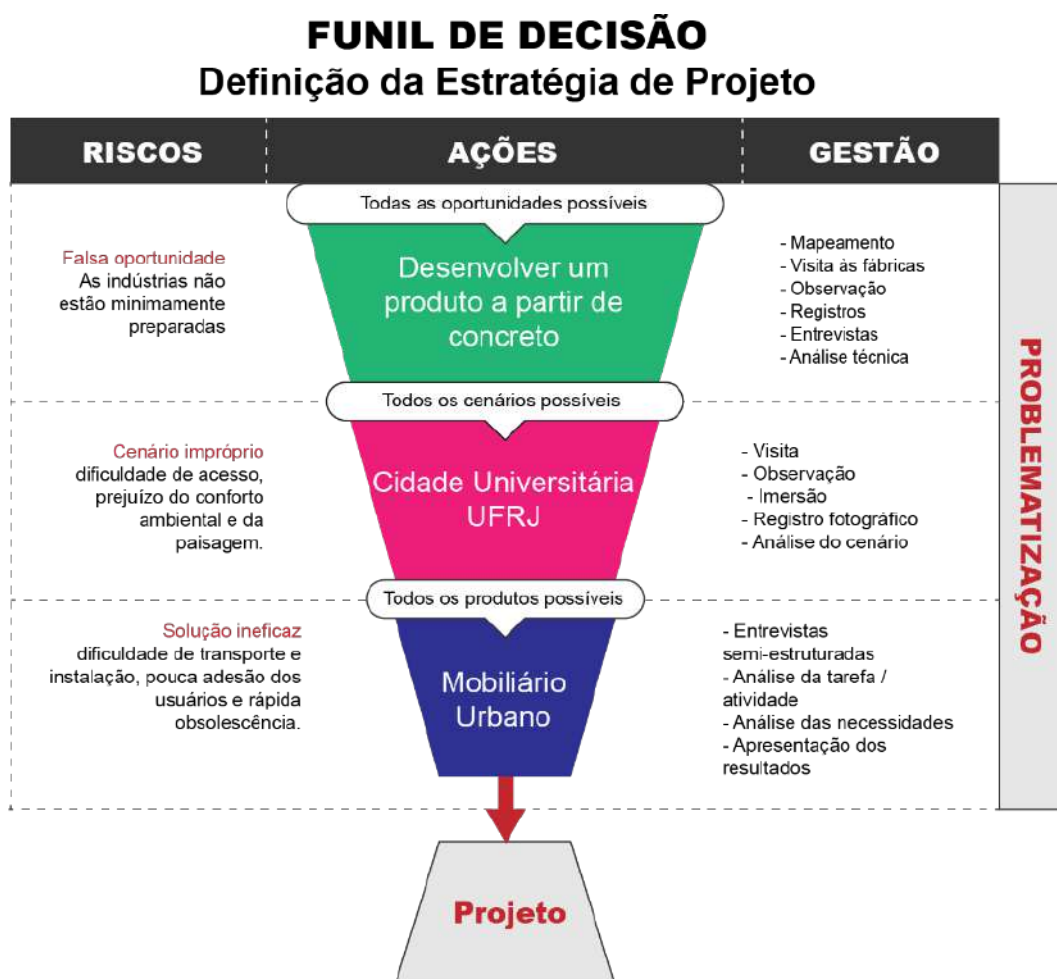 FUNIL DE DECISÃO
Definição da Estratégia de Projeto
RISCOS
AÇÕES
GESTÃO
Todas as oportunidades possíveis
Falsa oportunidade
As indústrias não
estão minimamente
preparadas
Desenvolver um
produto a partir de
concreto
- Mapeamento
- Visita às fábricas
- Observação
- Registros
- Entrevistas
- Análise técnica
Todos os cenários possíveis
Cenário impróprio
dificuldade de acesso,
prejuízo do conforto
ambiental e da
paisagem.
Cidade Universitária
UFRJ
- Visita
- Observação
- Imersão
- Registro fotográfico
- Análise do cenário
Todos os produtos possíveis
Solução ineficaz
dificuldade de transporte e
instalação, pouca adesão dos
usuários e rápida
obsolescência.
Mobiliário
Urbano
- Entrevistas
semi-estruturadas
- Análise da tarefa /
atividade
- Análise das necessidades
- Apresentação dos
resultados
PROBLEMATIZAÇÃO
Projeto